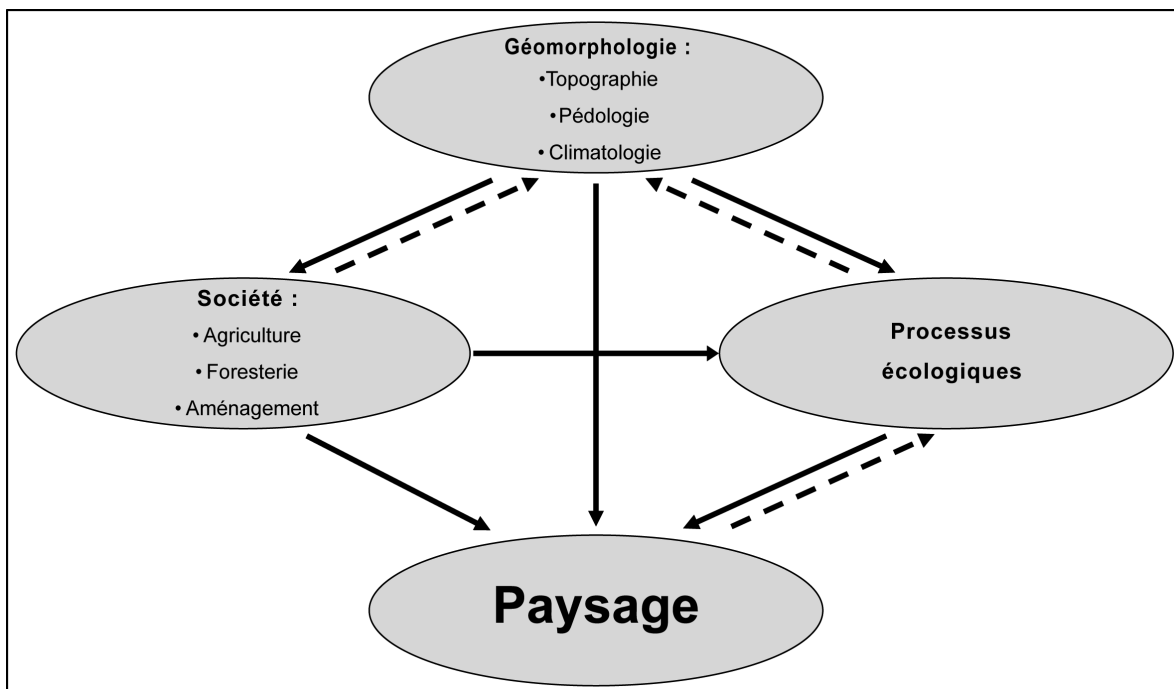 Géomorphologie :
•Topographie
•Pédologie
• Climatologie
Société :
• Agriculture
• Foresterie
• Aménagement
Processus
écologiques
Paysage